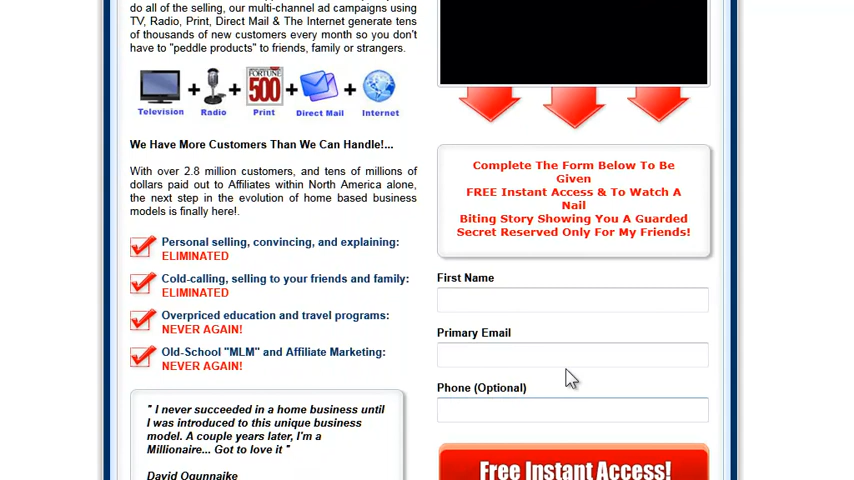 do all of the selling, our multi-channel ad campaigns using
TV, Radio, Print, Direct Mail & The Internet generate tens
of thousands of new customers every month so you don't
have to "peddle products" to friends, family or strangers.
FORTUNE
500
Television
Radio
Print
Direct Mail
Internet
We Have More Customers Than We Can Handle!...
With over 2.8 million customers, and tens of millions of
dollars paid out to Affiliates within North America alone,
the next step in the evolution of home based business
models is finally here!.
Personal selling, convincing, and explaining:
ELIMINATED
Cold-calling, selling to your friends and family:
ELIMINATED
Overpriced education and travel programs:
NEVER AGAIN!
Old-School "MLM" and Affiliate Marketing:
NEVER AGAIN!
" I never succeeded in a home business until
I was introduced to this unique business
model. A couple years later, I'm a
Millionaire... Got to love it "
David Ogunnaike
Complete The Form Below To Be
Given
FREE Instant Access & To Watch A
Nail
Biting Story Showing You A Guarded
Secret Reserved Only For My Friends!
First Name
Primary Email
Phone (Optional)
Free Instant Access!